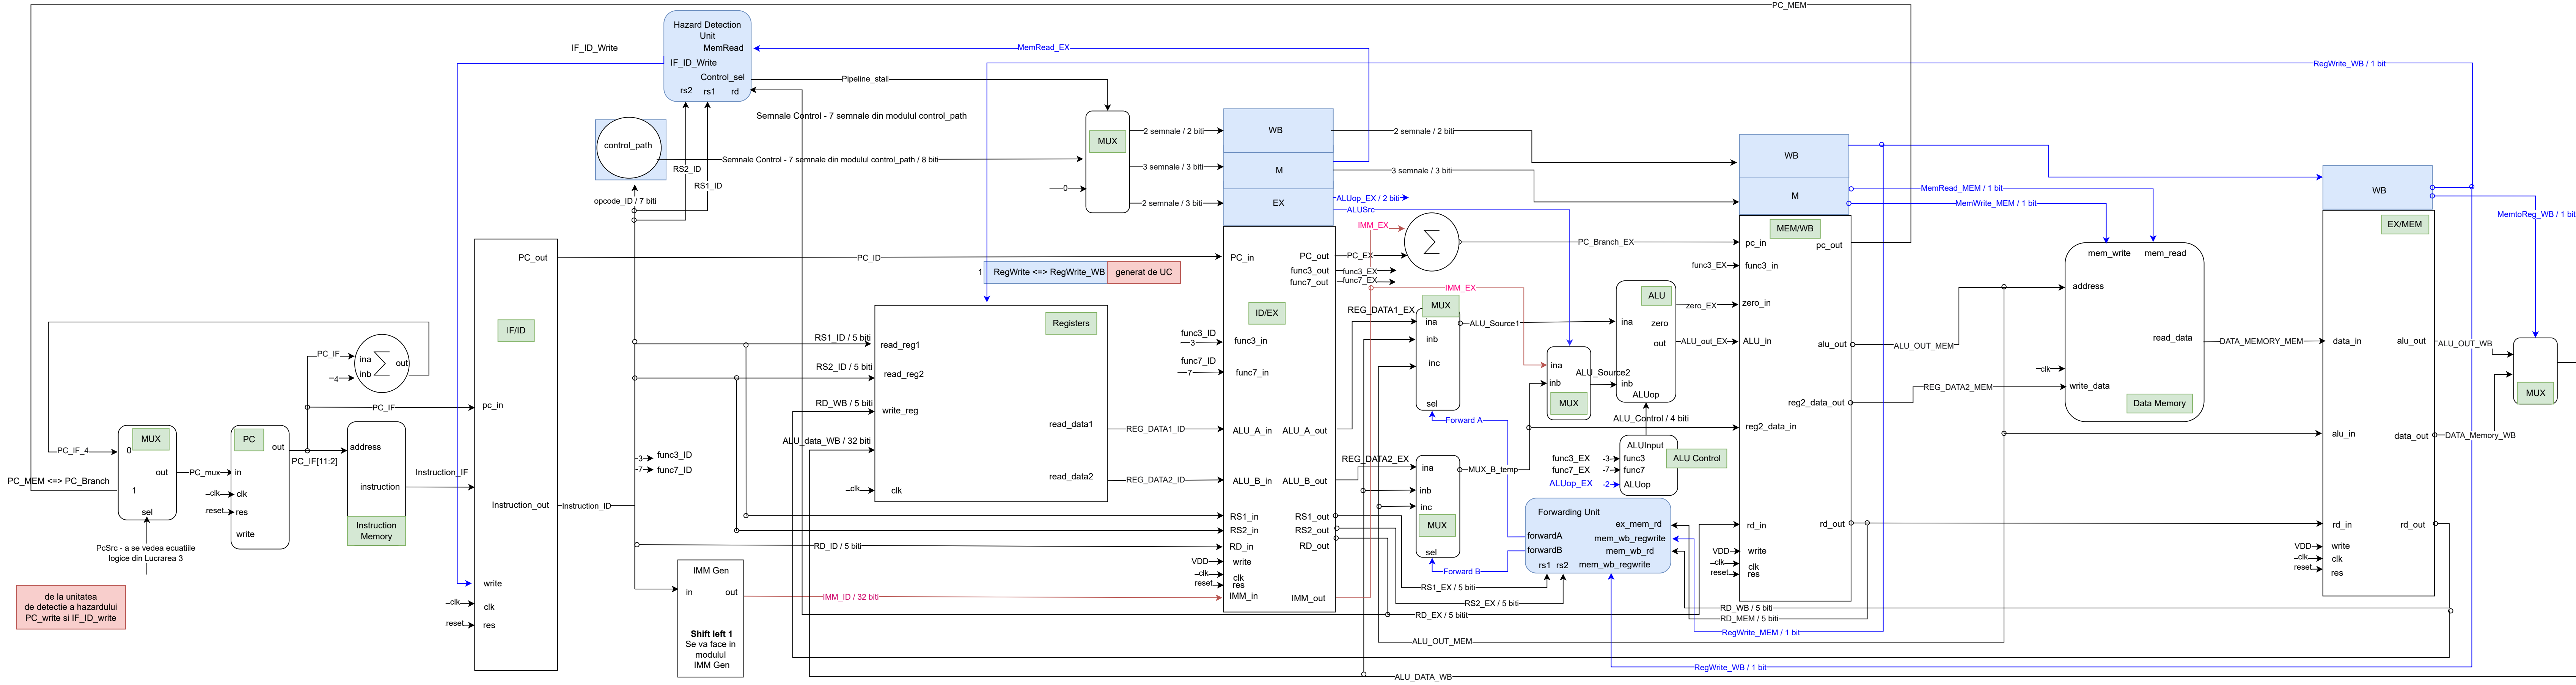 PC_MEM
Hazard Detection
Unit
MemRead
IF_ID_Write
Control_sel
rs2 rs1 rd
IF_ID_Write
MemRead_EX
Pipeline_stall
RegWrite_WB / 1 bit
Semnale Control - 7 semnale din modulul control_path
control_path
Semnale Control - 7 semnale din modulul control_path / 8 biti
RS2_ID
RS1_ID
opcode_ID / 7 biti
MUX
0
2 semnale / 2 biti
3 semnale / 3 biti
2 semnale / 3 biti
WB
M
EX
2 semnale / 2 biti
3 semnale / 3 biti
ALUop_EX / 2 biti
ALUSrc
IMM_EX
Σ
PC_Branch_EX
WB
M
MemRead_MEM / 1 bit
MemWrite_MEM / 1 bit
WB
MemtoReg_WB / 1 bit
PC_MEM <=> PC_Branch
PC_IF_4
MUX
0
out
1
sel
PcSrc - a se vedea ecuatiile
logice din Lucrarea 3
de la unitatea
de detectie a hazardului
PC_write si IF_ID_write
PC_mux
PC
out
in
clk
clk
reset
res
write
PC_IF[11:2]
PC_IF
4
ina
inb
Σ
out
PC_IF
address
instruction
Instruction
Memory
Instruction_IF
IF/ID
PC_out
pc_in
Instruction_out
write
clk
clk
reset
res
PC_ID
Instruction_ID
3
func3_ID
7
func7_ID
RD_ID / 5 biti
IMM Gen
in
out
Shift left 1
Se va face in
modulul
IMM Gen
IMM_ID / 32 biti
1
RegWrite <=> RegWrite_WB
generat de UC
Registers
RS1_ID / 5 biti
read_reg1
RS2_ID / 5 biti
read_reg2
RD_WB / 5 biti
write_reg
ALU_data_WB / 32 biti
clk
clk
read_data1
read_data2
REG_DATA1_ID
REG_DATA2_ID
func3_ID
3
func7_ID
7
ID/EX
PC_in
PC_out
func3_out
func7_out
func3_in
func7_in
ALU_A_in
ALU_A_out
ALU_B_in
ALU_B_out
RS1_in
RS1_out
RS2_in
RS2_out
RD_in
RD_out
VDD
write
clk
clk
reset
res
IMM_in
IMM_out
PC_EX
func3_EX
func7_EX
IMM_EX
REG_DATA1_EX
MUX
ina
inb
inc
sel
ALU_Source1
Forward A
REG_DATA2_EX
ina
inb
inc
MUX
sel
MUX_B_temp
Forward B
ina
inb
MUX
ALU_Source2
ALU
ina
zero
out
inb
ALUop
zero_EX
ALU_out_EX
ALU_Control / 4 biti
ALUInput
func3
func7
ALUop
ALU Control
func3_EX
3
func7_EX
7
ALUop_EX
2
Forwarding Unit
ex_mem_rd
forwardA
mem_wb_regwrite
forwardB
mem_wb_rd
rs1 rs2
mem_wb_regwrite
RS1_EX / 5 biti
RS2_EX / 5 biti
RD_EX / 5 bitit
ALU_OUT_MEM
ALU_DATA_WB
RD_WB / 5 biti
RD_MEM / 5 biti
RegWrite_MEM / 1 bit
RegWrite_WB / 1 bit
MEM/WB
pc_in
pc_out
func3_EX
func3_in
zero_in
ALU_in
alu_out
reg2_data_out
reg2_data_in
rd_in
rd_out
VDD
write
clk
clk
reset
res
ALU_OUT_MEM
REG_DATA2_MEM
mem_write
mem_read
address
read_data
clk
write_data
Data Memory
DATA_MEMORY_MEM
EX/MEM
data_in
alu_out
alu_in
data_out
rd_in
rd_out
VDD
write
clk
clk
reset
res
ALU_OUT_WB
DATA_Memory_WB
MUX